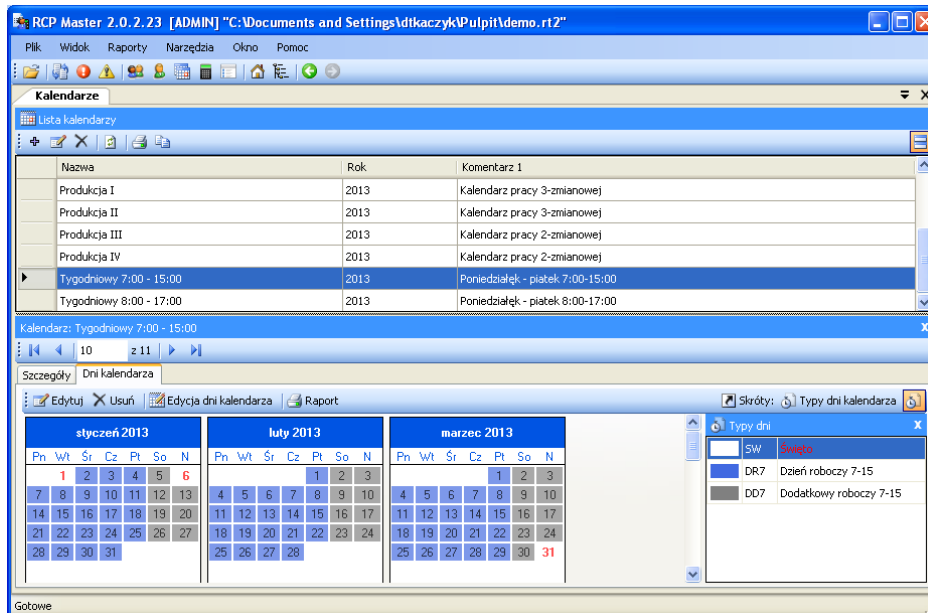 RCP Master 2.0.2.23 [ADMIN] "C:\Documents and Settings\dtkaczyk\Pulpit\demo.rt2"
Plik Widok Raporty Narzędzia Okno Pomoc
Kalendarze
Lista kalendarzy
Nazwa Rok Komentarz 1
Produkcja I 2013 Kalendarz pracy 3-zmianowej
Produkcja II 2013 Kalendarz pracy 3-zmianowej
Produkcja III 2013 Kalendarz pracy 2-zmianowej
Produkcja IV 2013 Kalendarz pracy 2-zmianowej
Tygodniowy 7:00 - 15:00 2013 Poniedziałęk - piatek 7:00-15:00
Tygodniowy 8:00 - 17:00 2013 Poniedziałęk - piatek 8:00-17:00
Kalendarz: Tygodniowy 7:00 - 15:00 x
10 z 11
Szczegóły Dni kalendarza
Edytuj Usuń Edycja dni kalendarza Raport Skróty: Typy dni kalendarza
styczeń 2013 luty 2013 marzec 2013 Typy dni x
Pn Wt Śr Cz Pt So N Pn Wt Śr Cz Pt So N Pn Wt Śr Cz Pt So N SW Święto
1 2 3 4 5 6 1 2 3 1 2 3 DR7 Dzień roboczy 7-15
7 8 9 10 11 12 13 4 5 6 7 8 9 10 4 5 6 7 8 9 10 DD7 Dodatkowy roboczy 7-15
14 15 16 17 18 19 20 11 12 13 14 15 16 17 11 12 13 14 15 16 17
21 22 23 24 25 26 27 18 19 20 21 22 23 24 18 19 20 21 22 23 24
28 29 30 31 25 26 27 28 25 26 27 28 29 30 31
Gotowe